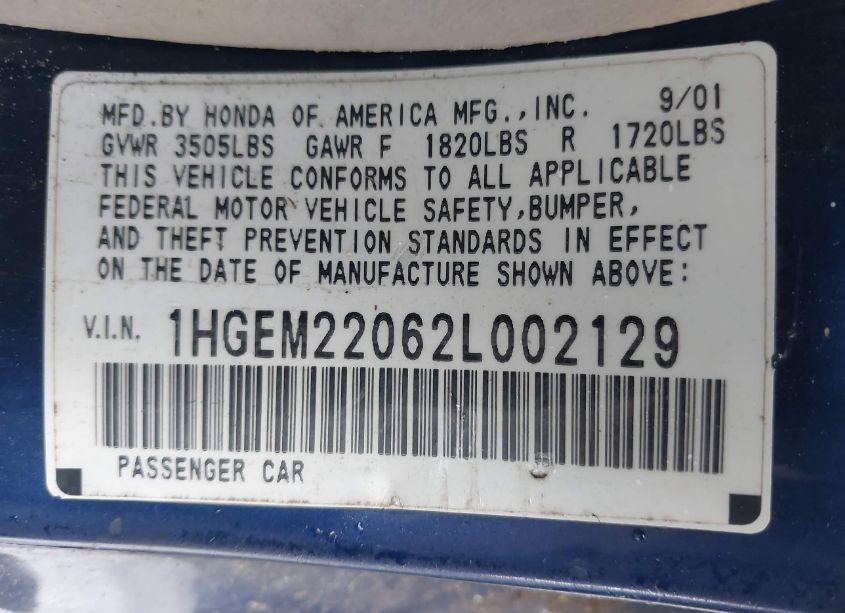 MFD.BY HONDA OF AMERICA MFG.,INC. 9/01
GVWR 3505LBS GAWR F 1820LBS R 1720LBS
THIS VEHICLE CONFORMS TO ALL APPLICABLE
FEDERAL MOTOR VEHICLE SAFETY,BUMPER,
AND THEFT PREVENTION STANDARDS IN EFFECT
ON THE DATE OF MANUFACTURE SHOWN ABOVE:
V.I.N. 1HGEM22062L002129
PASSENGER CAR